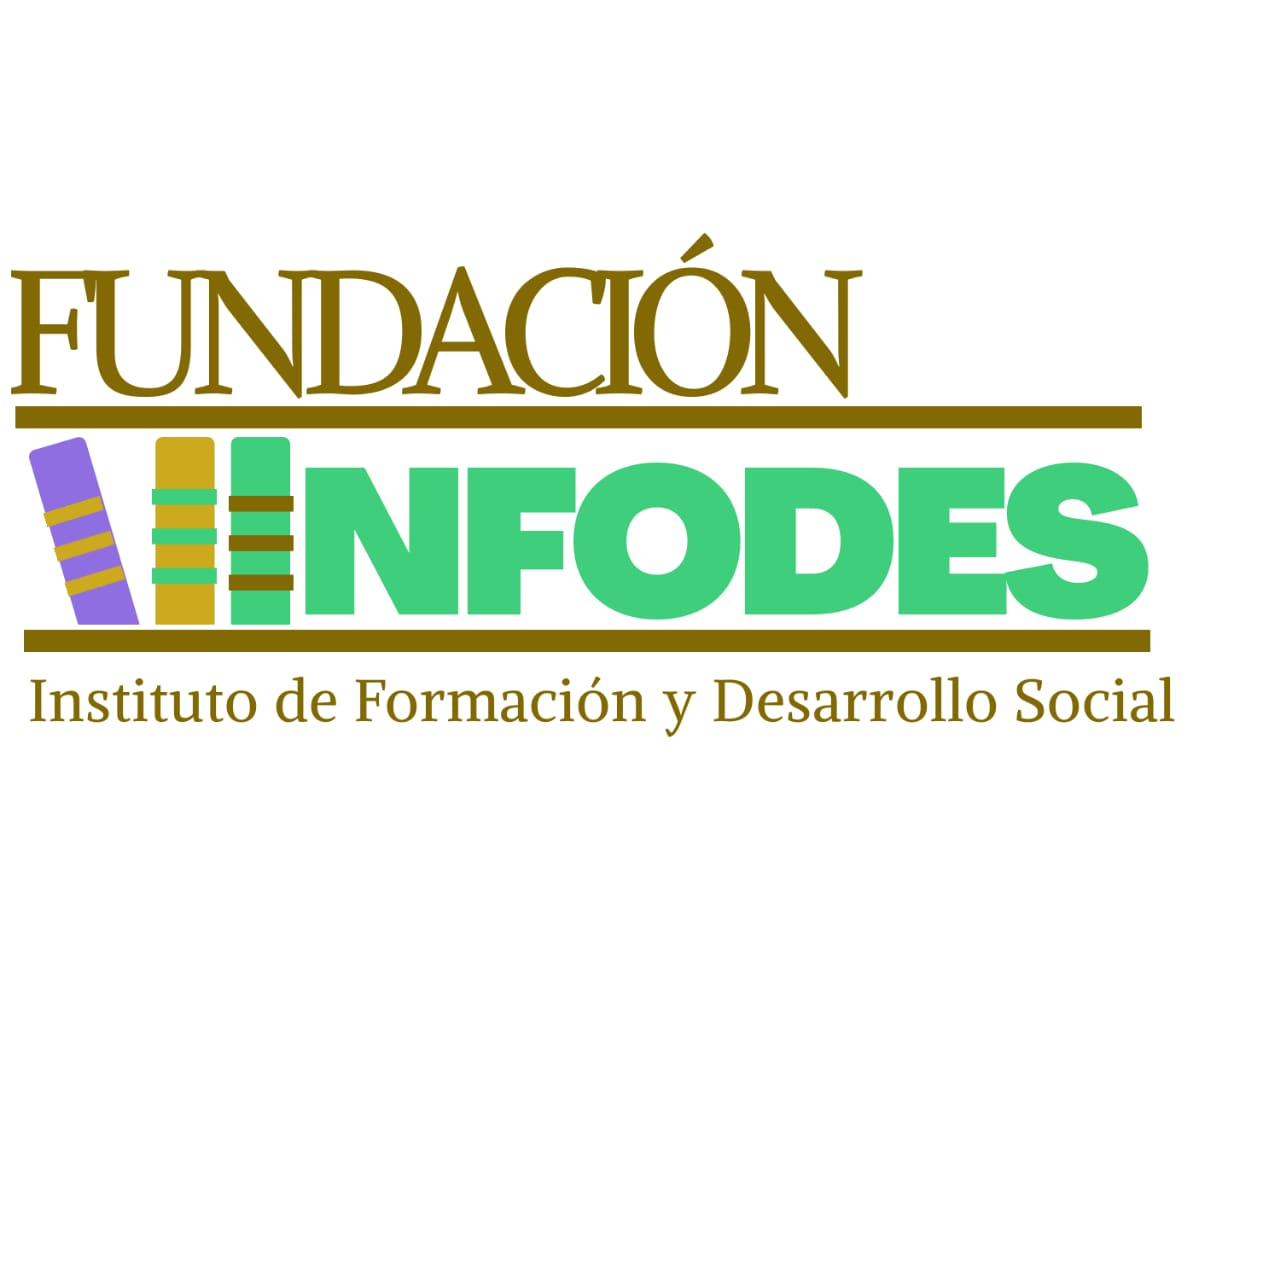 FUNDACIÓN
INFODES
Instituto de Formación y Desarrollo Social